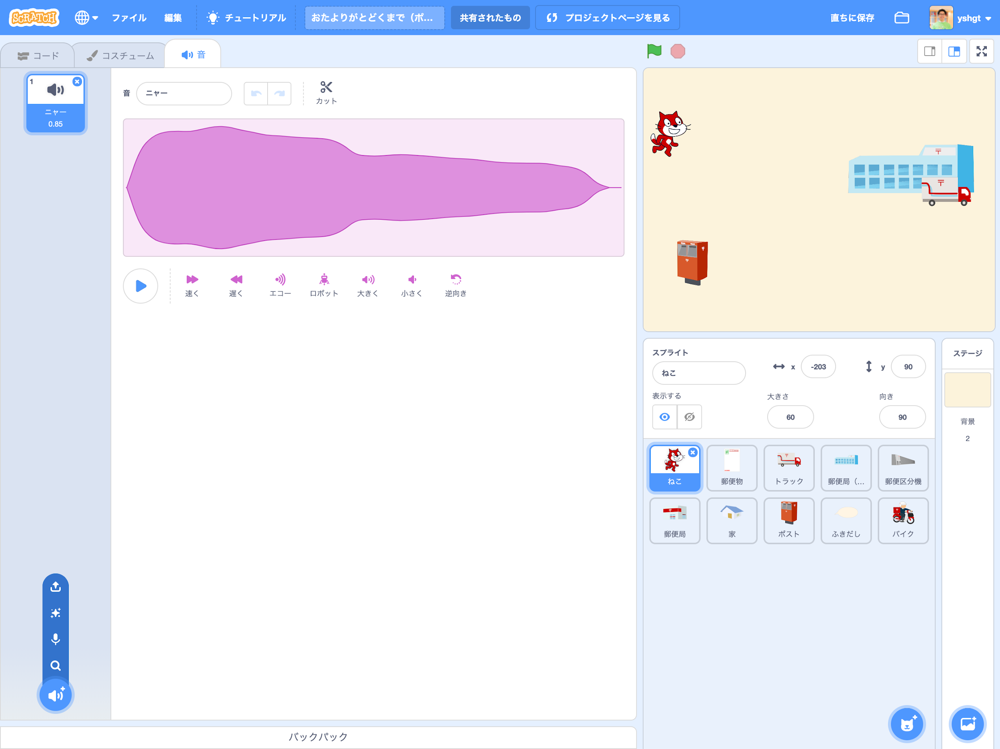 SCRATCH
ファイル
編集
チュートリアル
おたよりがとどくまで（ポ...
共有されたもの
プロジェクトページを見る
直ちに保存
yshgt
コード
コスチューム
音
1
ニャー
0.85
音
ニャー
カット
速く
遅く
エコー
ロボット
大きく
小さく
逆向き
〒
〒
〒
〒
スプライト
ねこ
x
-203
y
90
表示する
大きさ
60
向き
90
ねこ
郵便物
トラック
郵便局（...
郵便区分機
郵便局
家
ポスト
ふきだし
バイク
ステージ
背景
2
バックパック